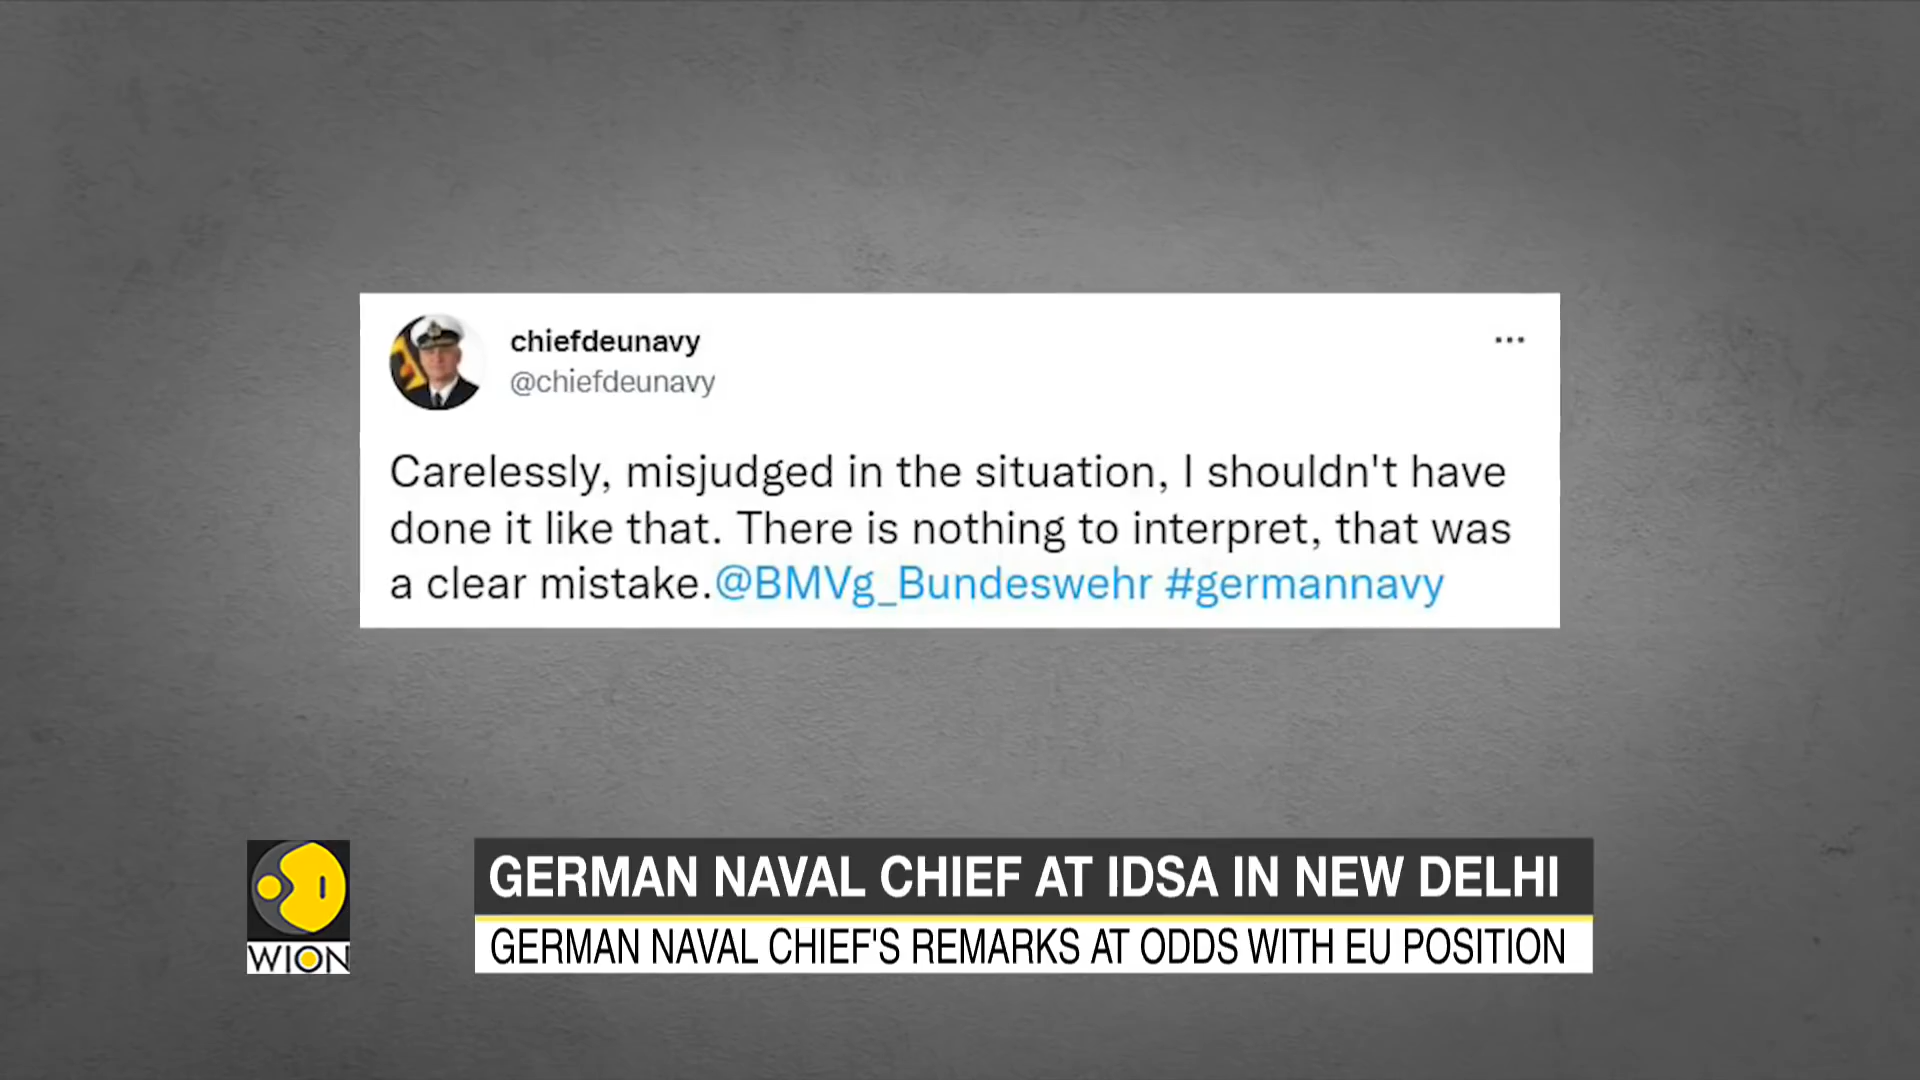 chiefdeunavy
@chiefdeunavy
Carelessly, misjudged in the situation, I shouldn't have
done it like that. There is nothing to interpret, that was
a clear mistake.@BMVg_Bundeswehr #germannavy
GERMAN NAVAL CHIEF AT IDSA IN NEW DELHI
GERMAN NAVAL CHIEF'S REMARKS AT ODDS WITH EU POSITION
WION